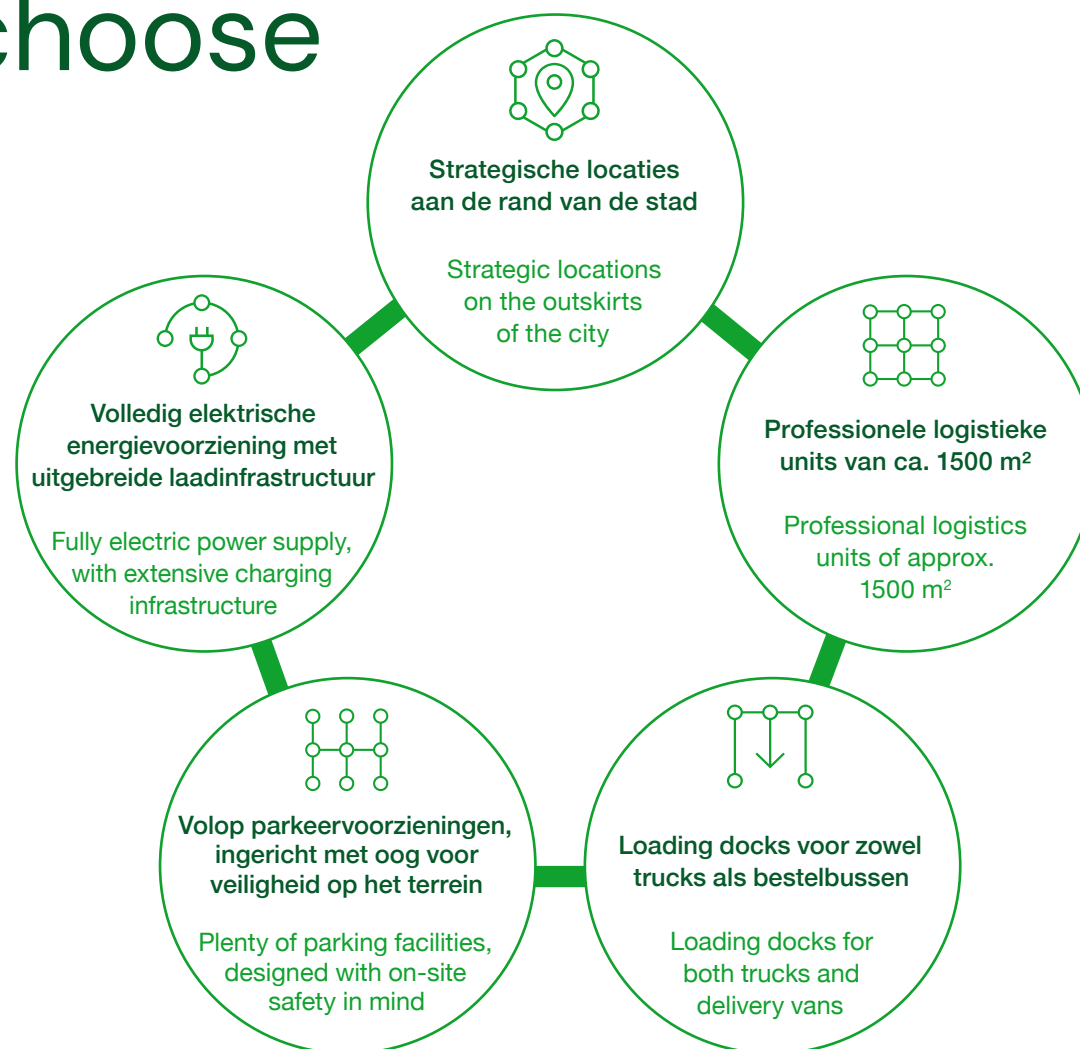 choose
Strategische locaties
aan de rand van de stad
Strategic locations
on the outskirts
of the city
Volledig elektrische
energievoorziening met
uitgebreide laadinfrastructuur
Fully electric power supply,
with extensive charging
infrastructure
Professionele logistieke
units van ca. 1500 m²
Professional logistics
units of approx.
1500 m²
Volop parkeervoorzieningen,
ingericht met oog voor
veiligheid op het terrein
Plenty of parking facilities,
designed with on-site
safety in mind
Loading docks voor zowel
trucks als bestelbussen
Loading docks for
both trucks and
delivery vans